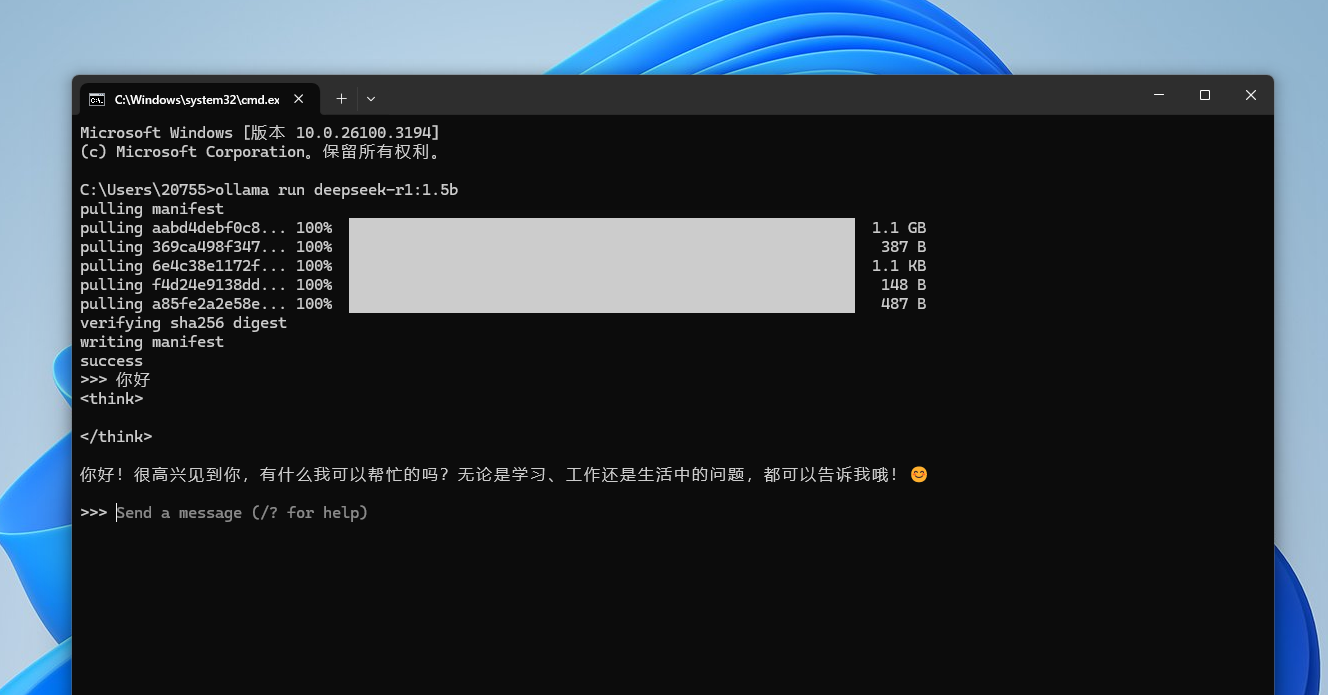 C:\Windows\system32\cmd.ex
Microsoft Windows [版本 10.0.26100.3194]
(c) Microsoft Corporation。保留所有权利。
C:\Users\20755>ollama run deepseek-r1:1.5b
pulling manifest
pulling aabd4debf0c8... 100% 1.1 GB
pulling 369ca498f347... 100% 387 B
pulling 6e4c38e1172f... 100% 1.1 KB
pulling f4d24e9138dd... 100% 148 B
pulling a85fe2a2e58e... 100% 487 B
verifying sha256 digest
writing manifest
success
>>> 你好
<think>
</think>
你好！很高兴见到你，有什么我可以帮忙的吗？无论是学习、工作还是生活中的问题，都可以告诉我哦！😊
>>> Send a message (/? for help)